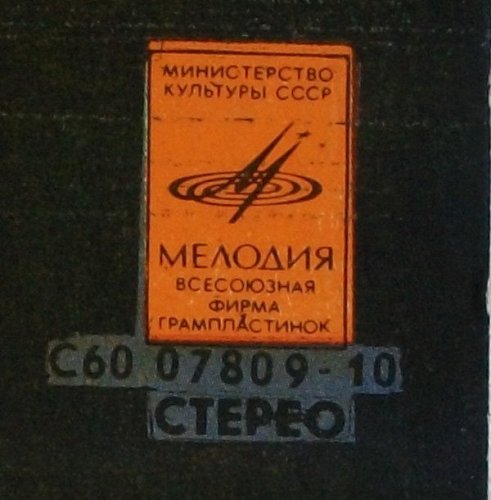 МИНИСТЕРСТВО
КУЛЬТУРЫ СССР
МЕЛОДИЯ
ВСЕСОЮЗНАЯ
ФИРМА
ГРАМПЛАСТИНОК
С60 07809-10
СТЕРЕО